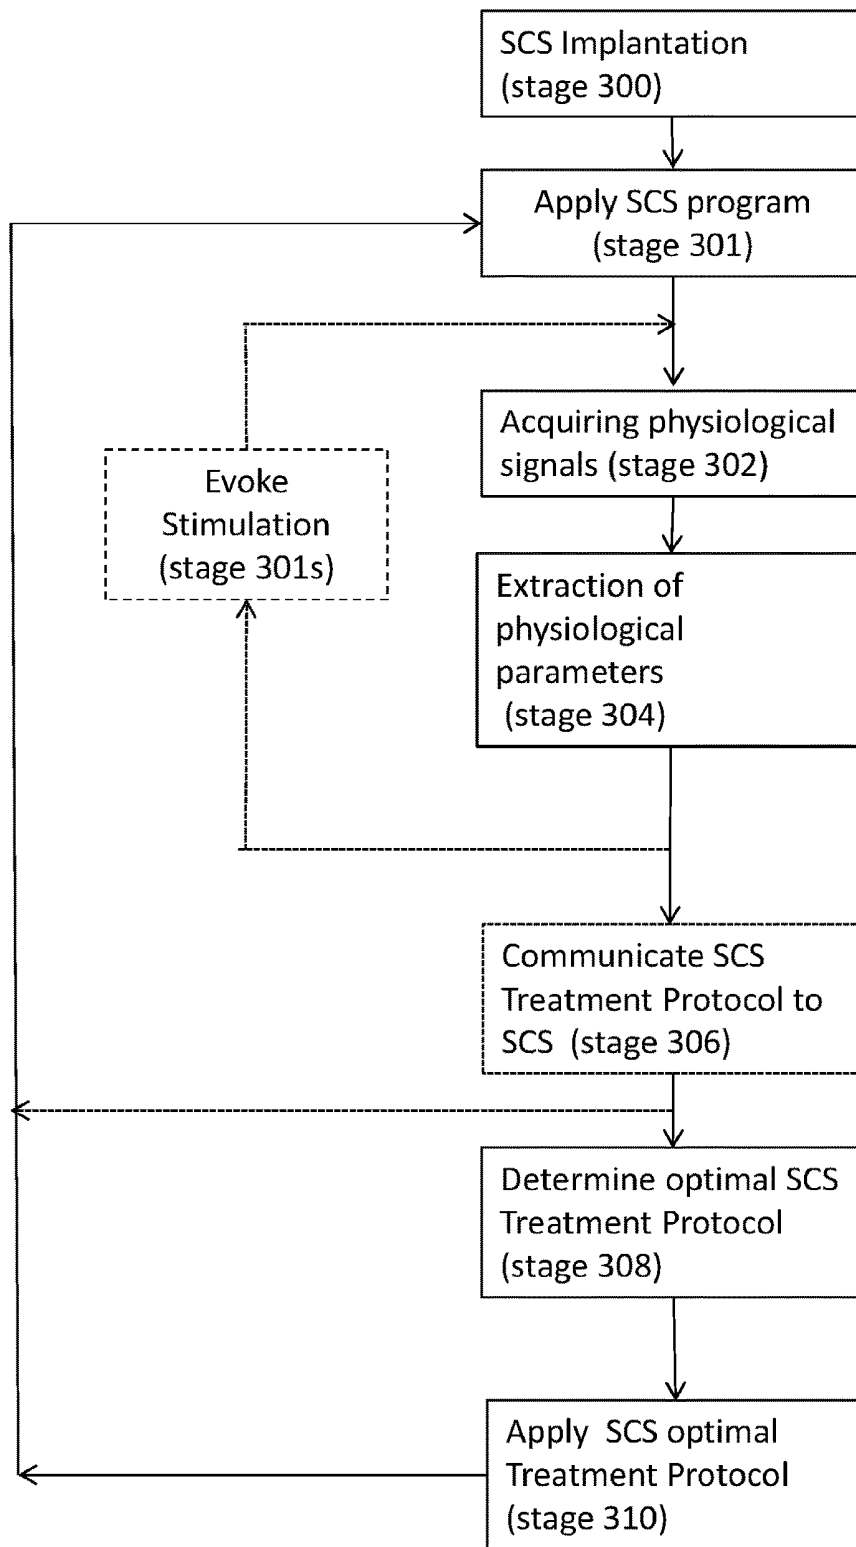 SCS Implantation
(stage 300)
Apply SCS program
(stage 301)
Acquiring physiological
signals (stage 302)
Evoke
Stimulation
(stage 301s)
Extraction of
physiological
parameters
(stage 304)
Communicate SCS
Treatment Protocol to
SCS (stage 306)
Determine optimal SCS
Treatment Protocol
(stage 308)
Apply SCS optimal
Treatment Protocol
(stage 310)